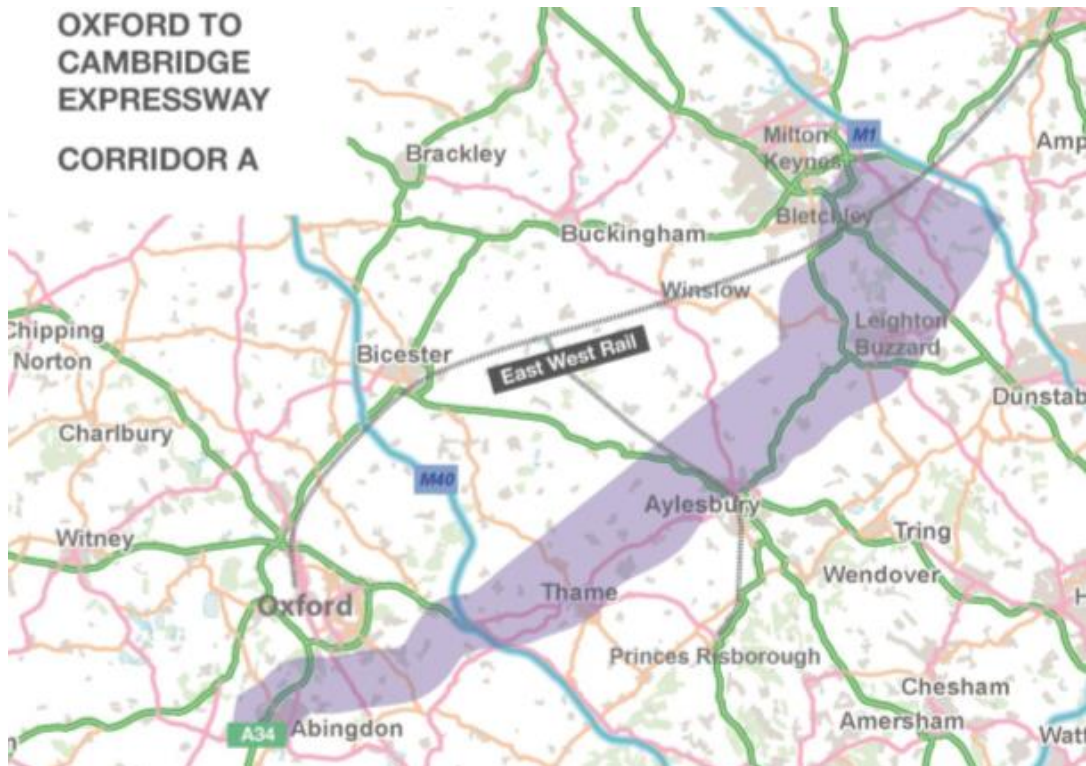 OXFORD TO
CAMBRIDGE
EXPRESSWAY
CORRIDOR A
Brackley
Milton
Keynes
M1
Amp
Buckingham
Bletchley
Winslow
Chipping
Norton
Bicester
East West Rail
Leighton
Buzzard
Dunstab
Charlbury
M40
Aylesbury
Tring
Witney
Wendover
Oxford
Thame
H
Princes Risborough
Chesham
Amersham
A34
Abingdon
Watt